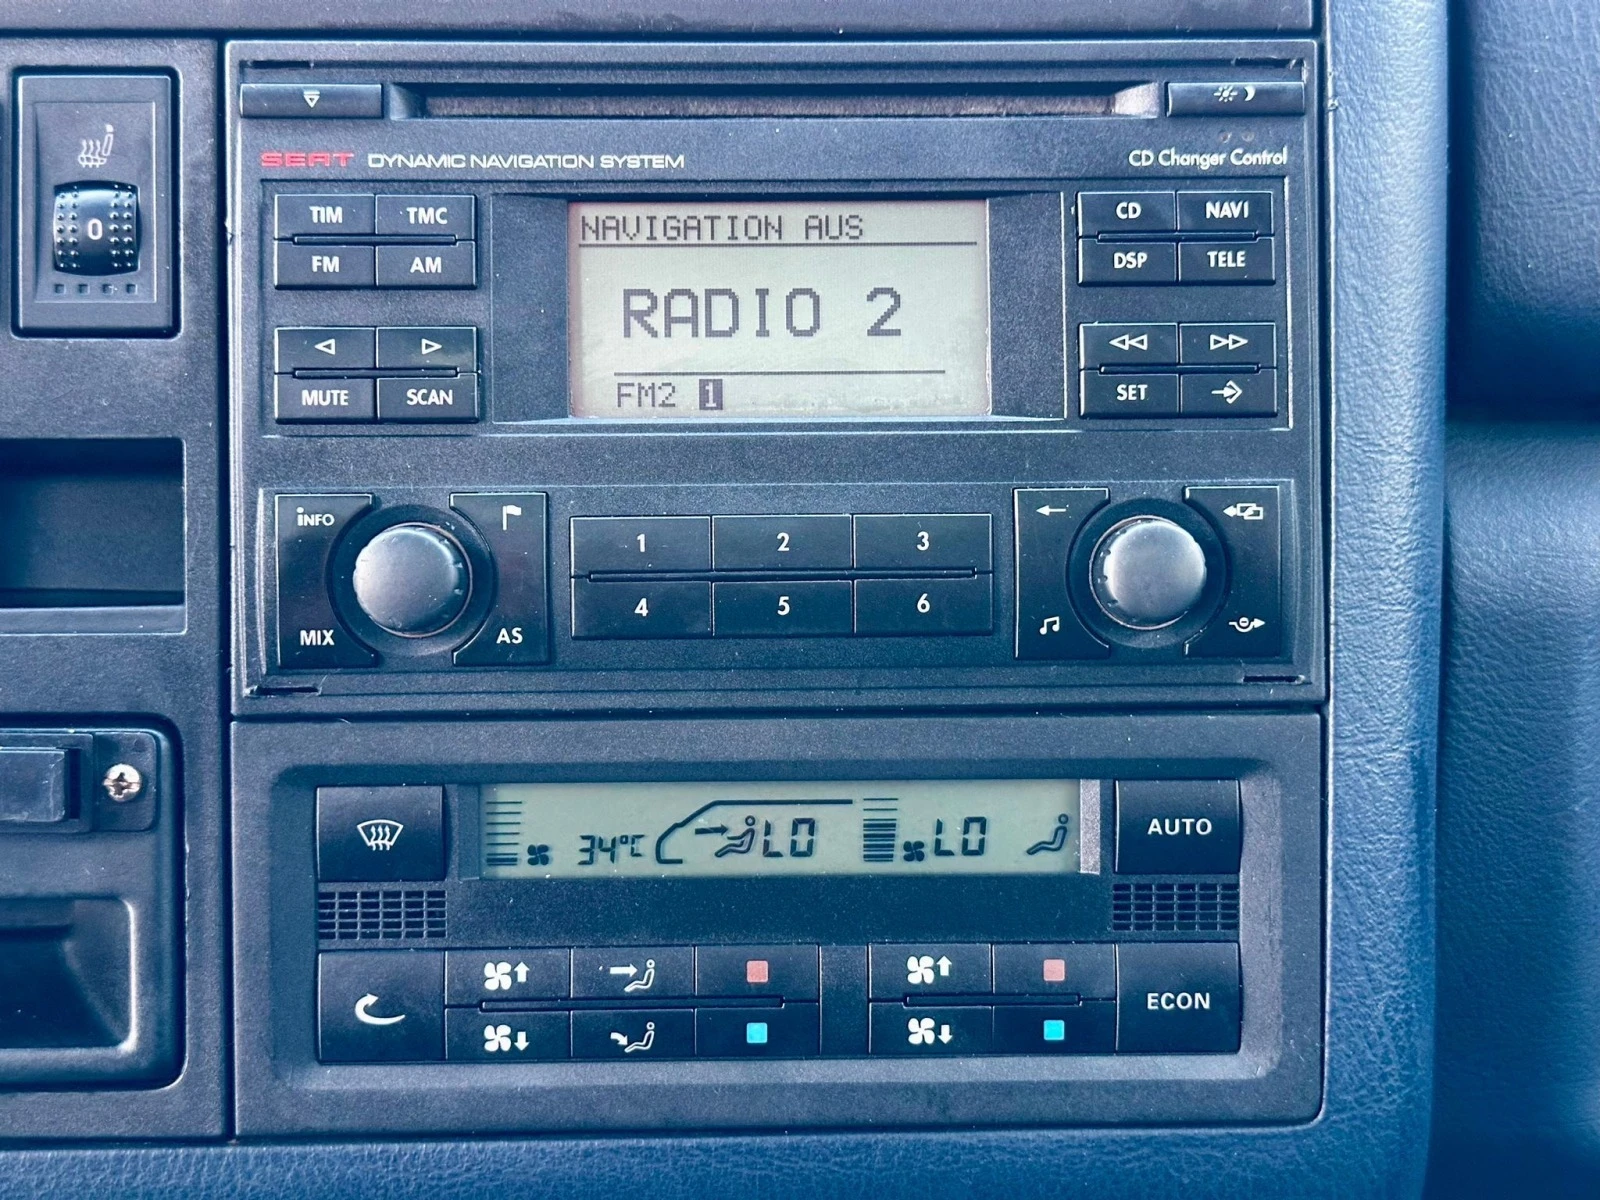 SEAT DYNAMIC NAVIGATION SYSTEM
CD Changer Control
TIM TMC
FM AM
MUTE SCAN
NAVIGATION AUS
RADIO 2
FM2 1
CD NAVI
DSP TELE
SET
0
INFO
MIX
AS
1 2 3
4 5 6
34°C LO LO
AUTO
ECON